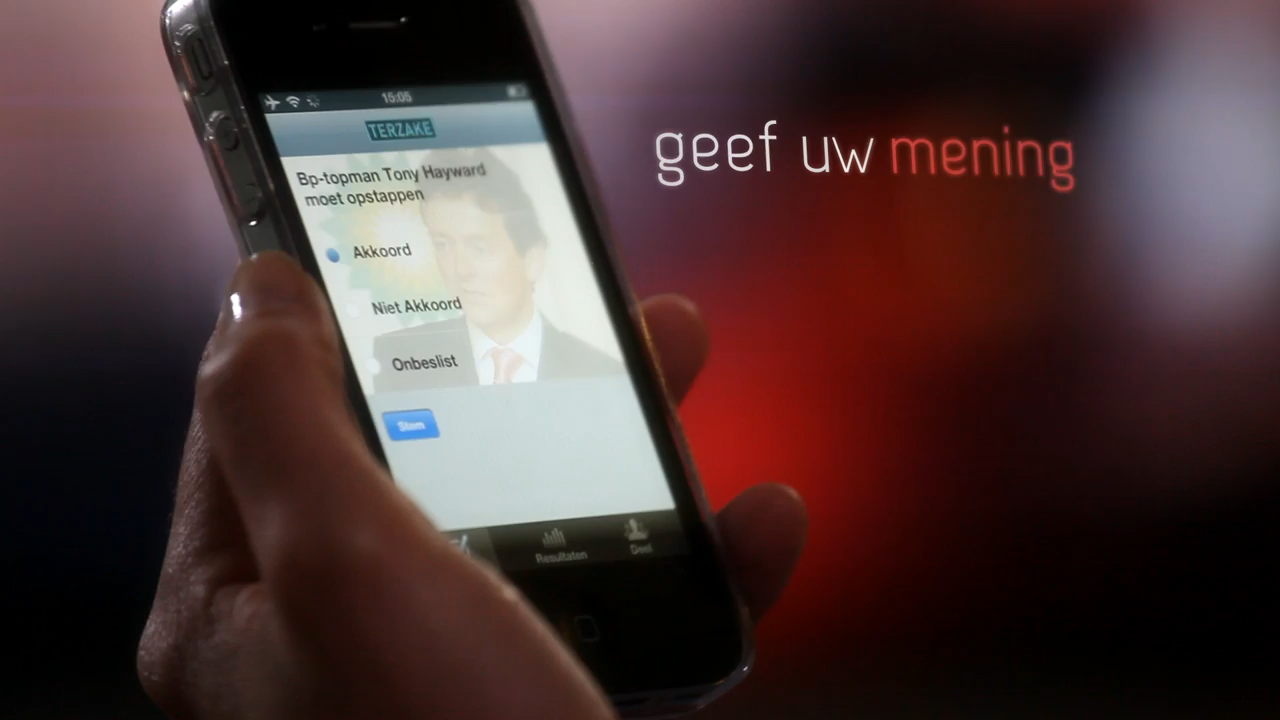 15:05
TERZAKE
geef uw mening
Bp-topman Tony Hayward
moet opstappen
Akkoord
Niet Akkoord
Onbeslist
Stem
Resultaten
Deel